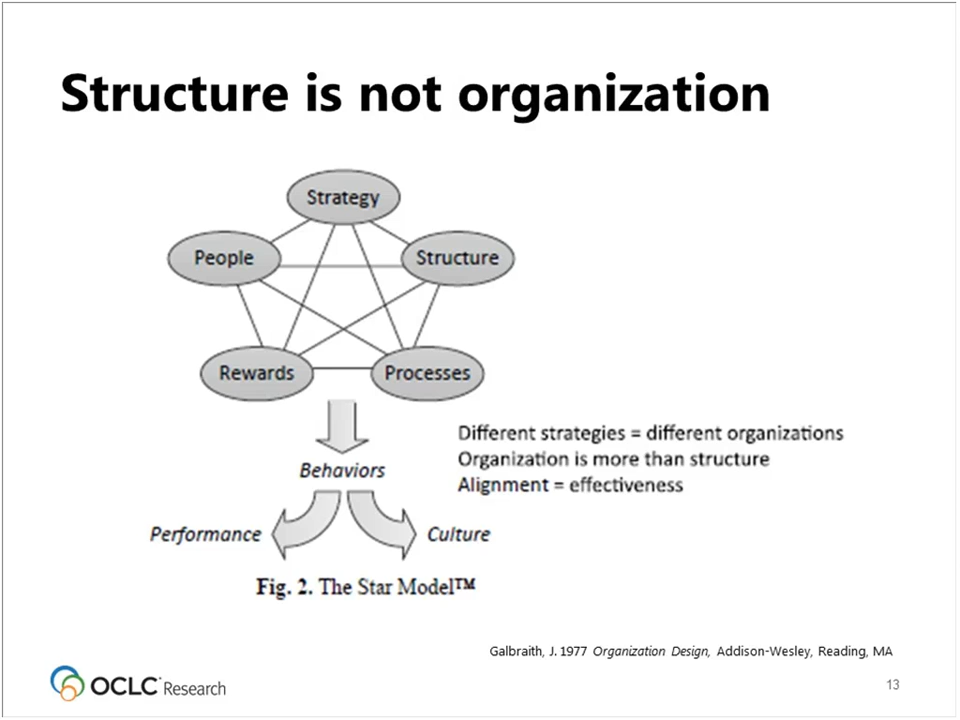 Structure is not organization
Strategy
People
Structure
Rewards
Processes
Behaviors
Performance
Culture
Different strategies = different organizations
Organization is more than structure
Alignment = effectiveness
Fig. 2. The Star Model™
Galbraith, J. 1977 Organization Design, Addison-Wesley, Reading, MA
OCLC Research
13